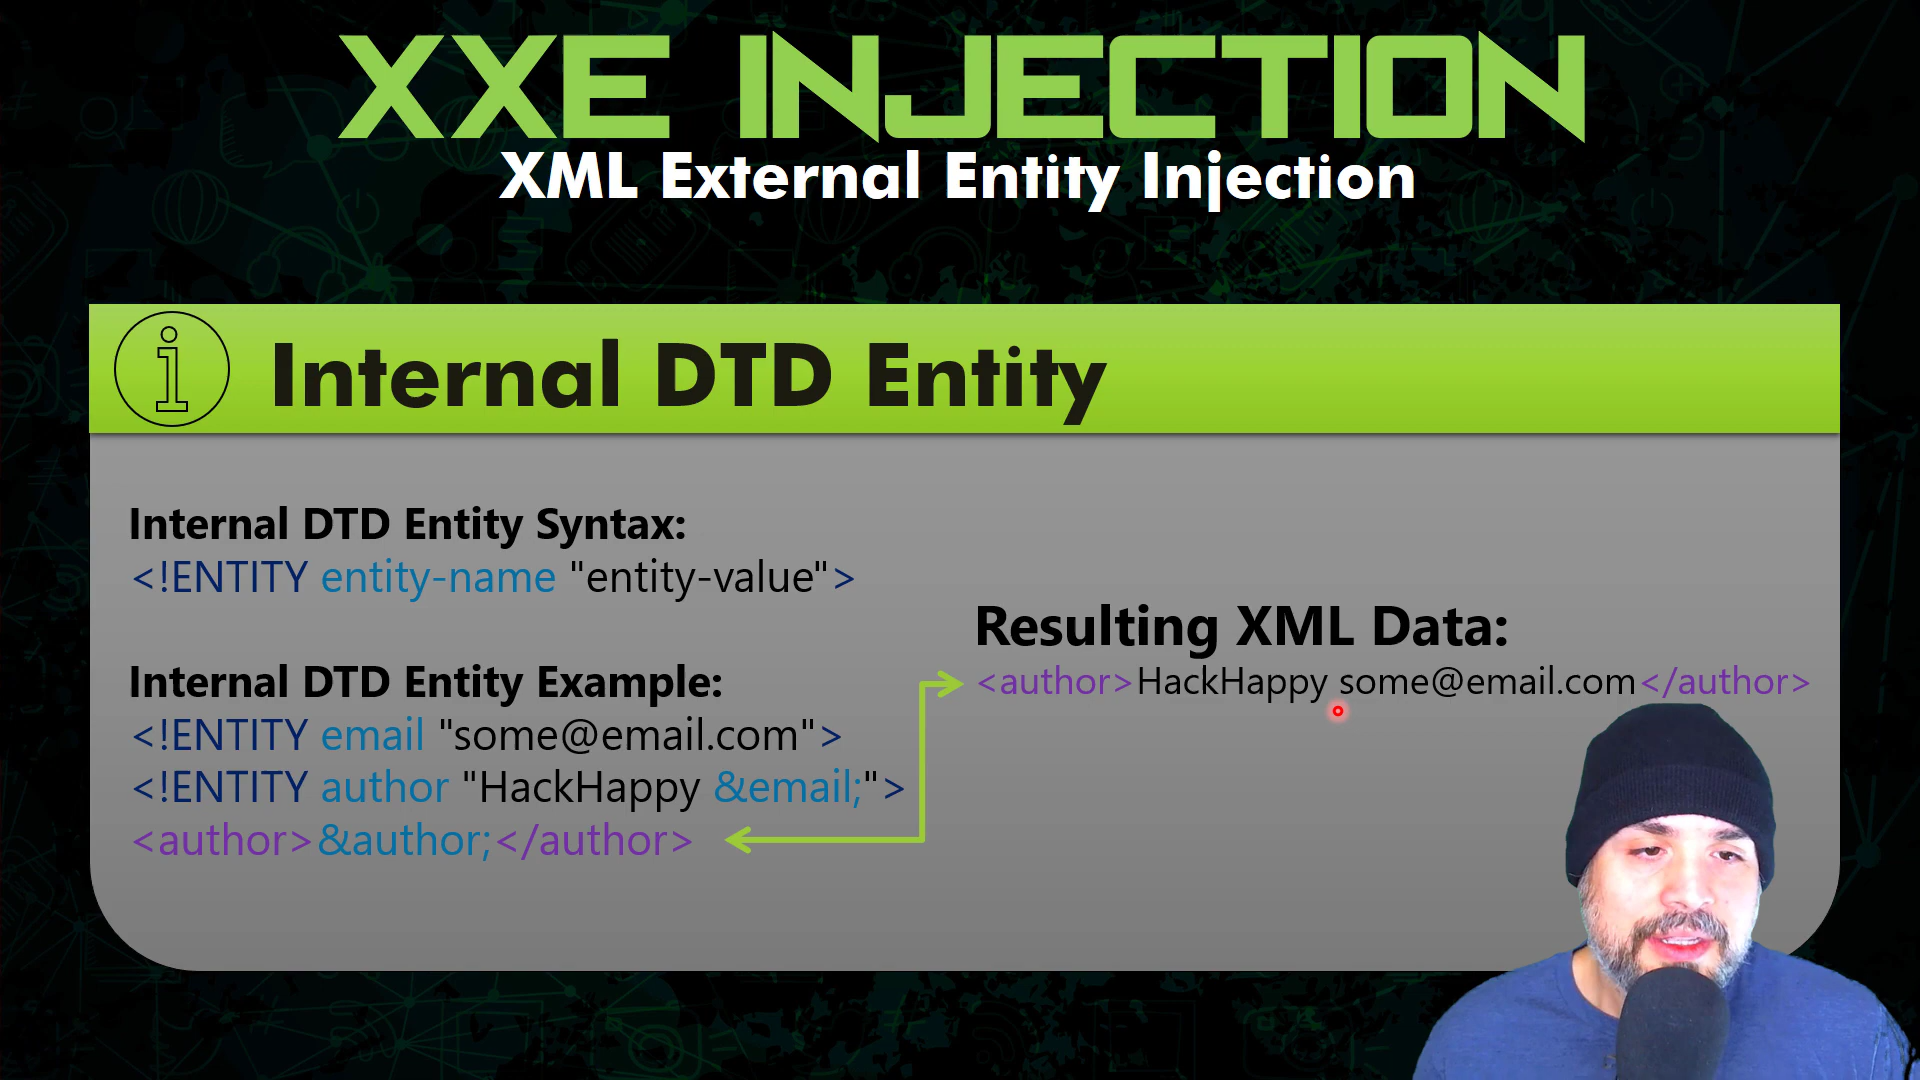 XXE INJECTION
XML External Entity Injection
i
Internal DTD Entity
Internal DTD Entity Syntax:
<!ENTITY entity-name "entity-value">
Internal DTD Entity Example:
<!ENTITY email "some@email.com">
<!ENTITY author "HackHappy &email;">
<author>&author;</author>
Resulting XML Data:
<author>HackHappy some@email.com</author>